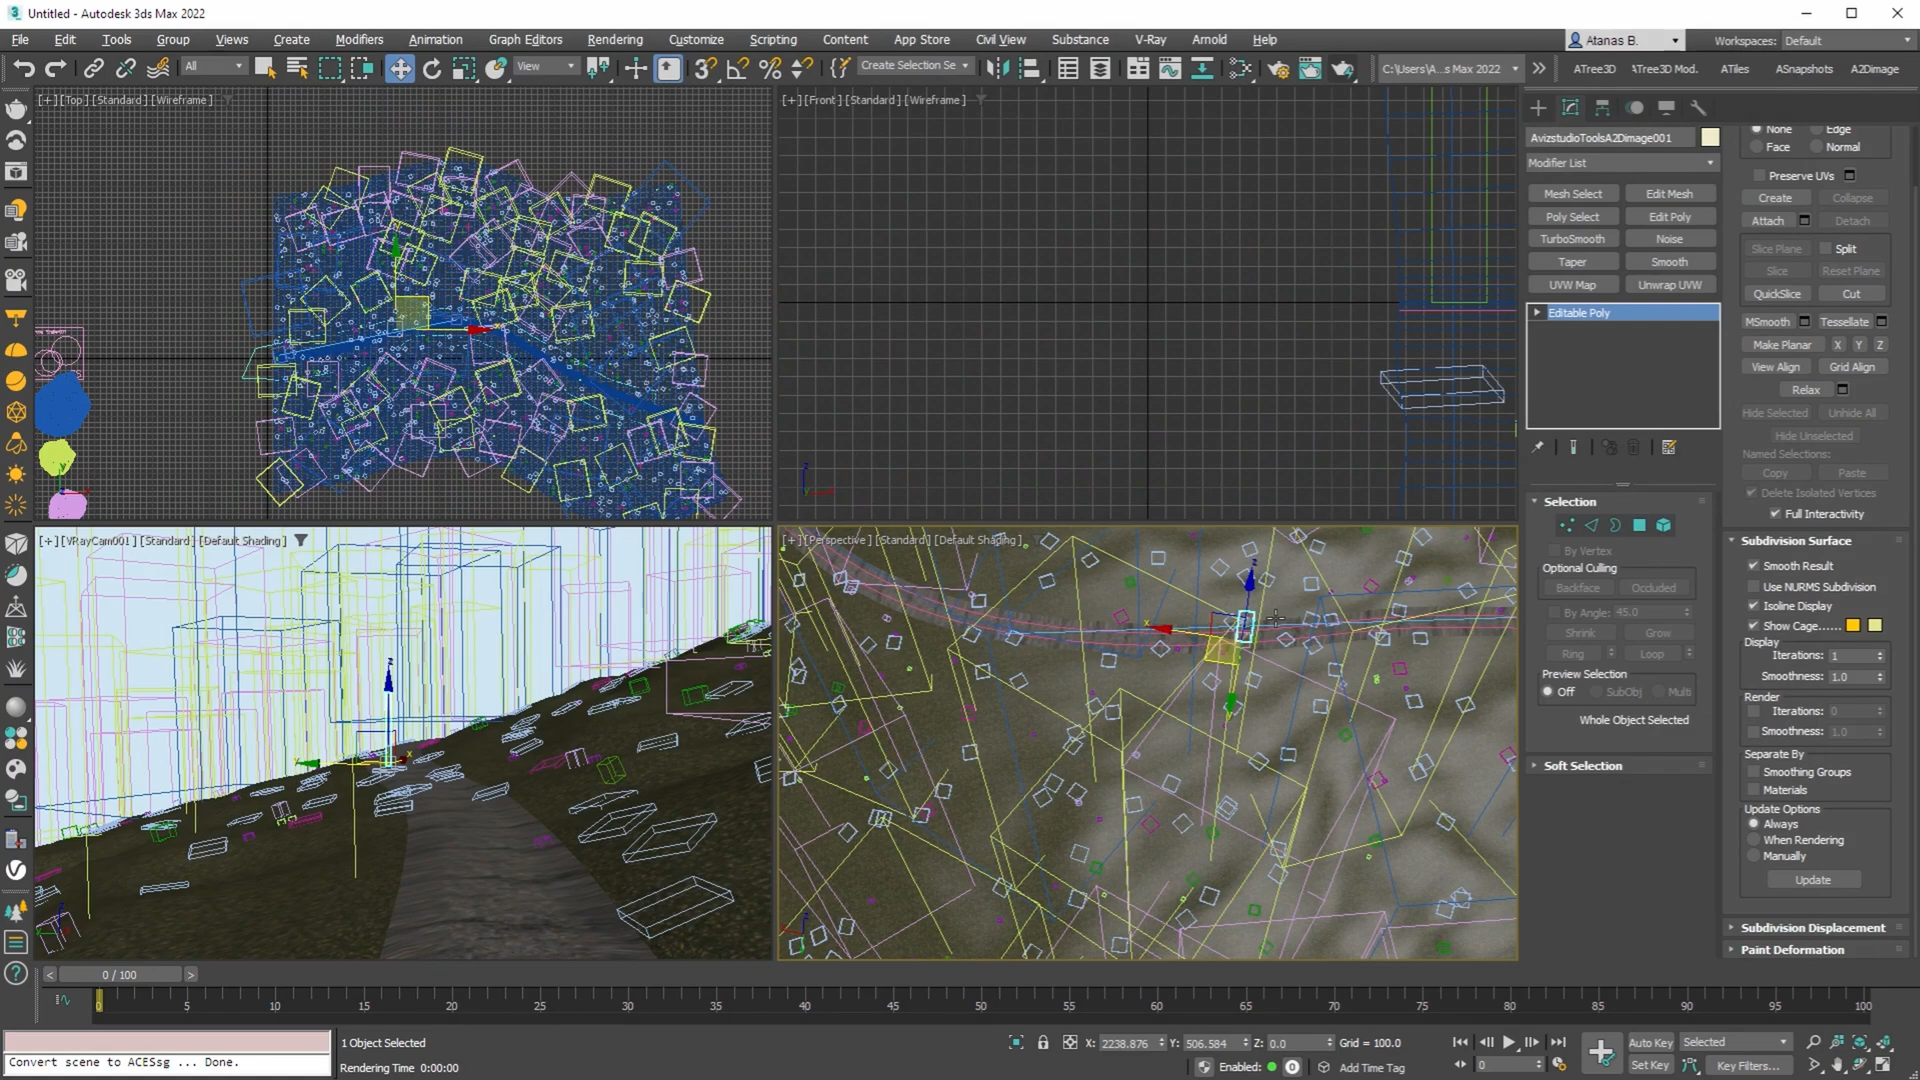 Untitled - Autodesk 3ds Max 2022
File Edit Tools Group Views Create Modifiers Animation Graph Editors Rendering Customize Scripting Content App Store Civil View Substance V-Ray Arnold Help
Atanas B.
Workspaces: Default
All
View
Create Selection Se
C:\Users\A...s Max 2022
ATree3D
ATree3D Mod.
ATiles
ASnapshots
A2Dimage
[+] [Top] [Standard] [Wireframe]
[+] [Front] [Standard] [Wireframe]
[+] [VRayCam001] [Standard] [Default Shading]
[+] [Perspective] [Standard] [Default Shading]
AvizstudioToolsA2Dimage001
Modifier List
Mesh Select Edit Mesh
Poly Select Edit Poly
TurboSmooth Noise
Taper Smooth
UVW Map Unwrap UVW
Editable Poly
Selection
By Vertex
Optional Culling
Backface Occluded
By Angle: 45.0
Shrink Grow
Ring Loop
Preview Selection
Off SubObj Multi
Whole Object Selected
Soft Selection
None Edge
Face Normal
Preserve UVs
Create Collapse
Attach Detach
Slice Plane Split
Slice Reset Plane
QuickSlice Cut
MSmooth Tessellate
Make Planar X Y Z
View Align Grid Align
Relax
Hide Selected Unhide All
Hide Unselected
Named Selections:
Copy Paste
Delete Isolated Vertices
Full Interactivity
Subdivision Surface
Smooth Result
Use NURMS Subdivision
Isoline Display
Show Cage......
Display
Iterations: 1
Smoothness: 1.0
Render
Iterations: 0
Smoothness: 1.0
Separate By
Smoothing Groups
Materials
Update Options
Always
When Rendering
Manually
Update
Subdivision Displacement
Paint Deformation
< 0 / 100 >
0 5 10 15 20 25 30 35 40 45 50 55 60 65 70 75 80 85 90 95 100
Convert scene to ACESsg ... Done.
1 Object Selected
Rendering Time 0:00:00
X: 2238.876 Y: 506.584 Z: 0.0 Grid = 100.0
Enabled: Add Time Tag
0
Auto Key Selected
Set Key Key Filters...